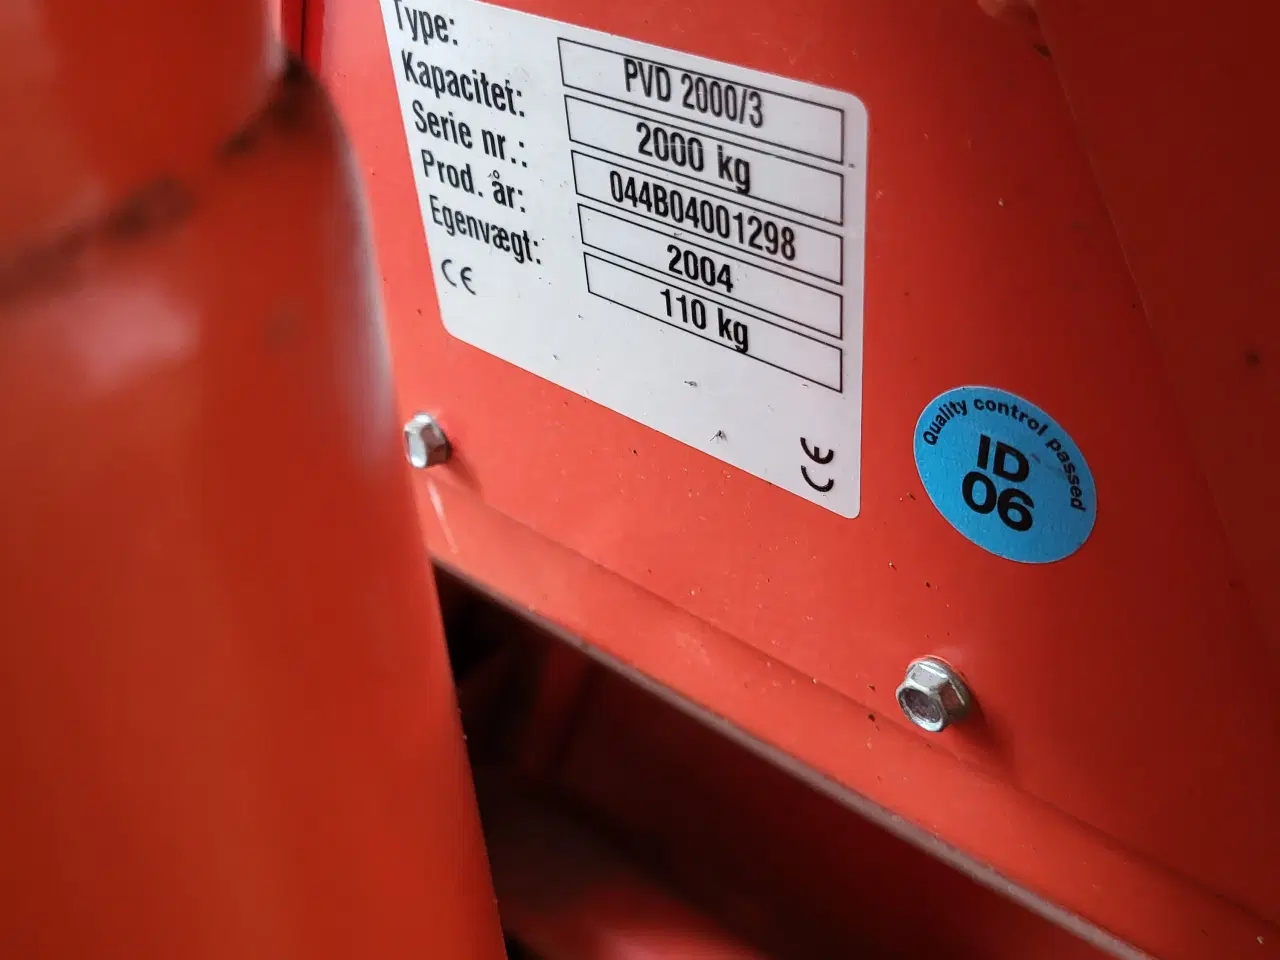 Type: PVD 2000/3
Kapacitet: 2000 kg
Serie nr.: 044B04001298
Prod. år: 2004
Egenvægt: 110 kg
CE
CE
Quality control passed
ID
06